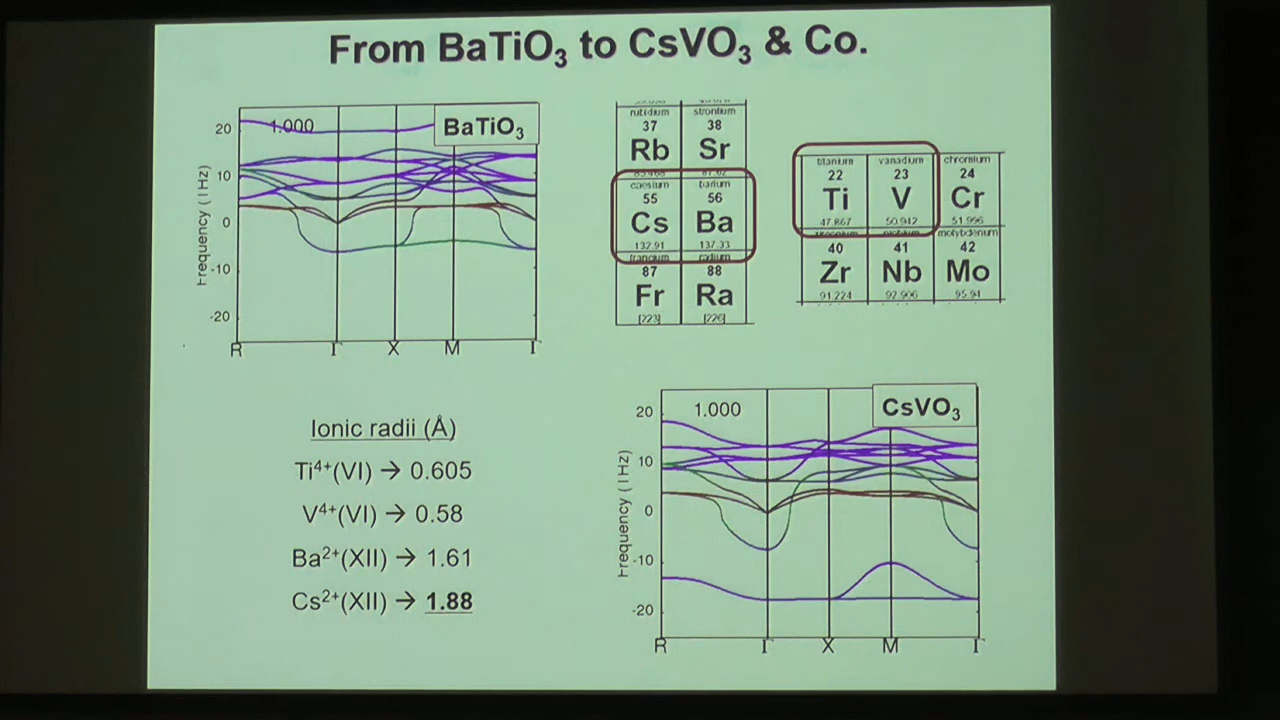 From BaTiO₃ to CsVO₃ & Co.
1.000
BaTiO₃
20
10
0
-10
-20
Frequency (THz)
R Γ X M Γ
rubidium strontium
37 38
Rb Sr
85.468 87.62
caesium barium
55 56
Cs Ba
132.91 137.33
francium radium
87 88
Fr Ra
[223] [226]
titanium vanadium chromium
22 23 24
Ti V Cr
47.867 50.942 51.996
zirconium niobium molybdenum
40 41 42
Zr Nb Mo
91.224 92.906 95.94
Ionic radii (Å)
Ti⁴⁺(VI) → 0.605
V⁴⁺(VI) → 0.58
Ba²⁺(XII) → 1.61
Cs²⁺(XII) → 1.88
1.000
CsVO₃
20
10
0
-10
-20
Frequency (THz)
R Γ X M Γ